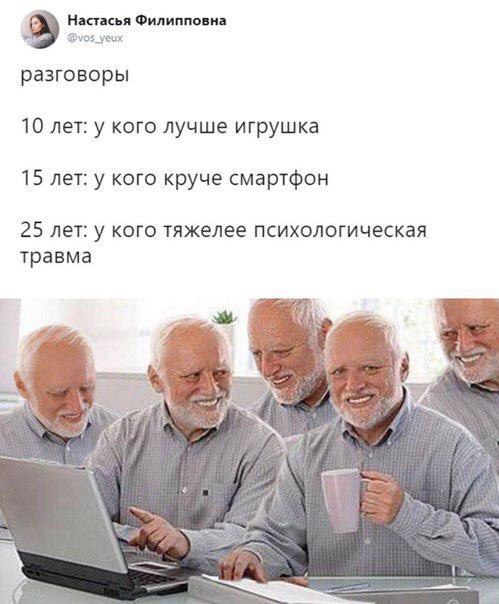 Настасья Филипповна
@vos_yeux
разговоры
10 лет: у кого лучше игрушка
15 лет: у кого круче смартфон
25 лет: у кого тяжелее психологическая
травма